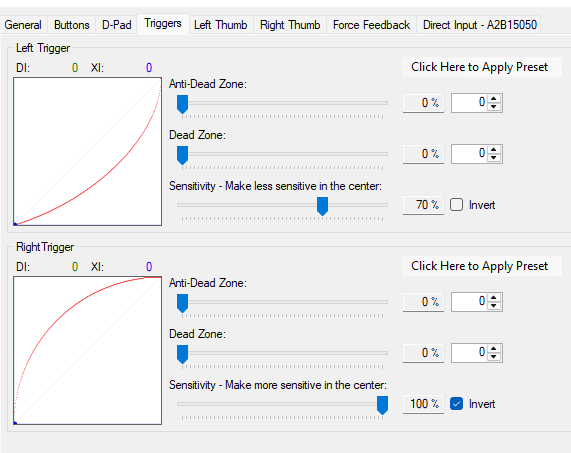 General Buttons D-Pad Triggers Left Thumb Right Thumb Force Feedback Direct Input - A2B15050
Left Trigger
DI: 0 XI: 0
Click Here to Apply Preset
Anti-Dead Zone:
0 % 0
Dead Zone:
0 % 0
Sensitivity - Make less sensitive in the center:
70 % Invert
Right Trigger
DI: 0 XI: 0
Click Here to Apply Preset
Anti-Dead Zone:
0 % 0
Dead Zone:
0 % 0
Sensitivity - Make more sensitive in the center:
100 % Invert